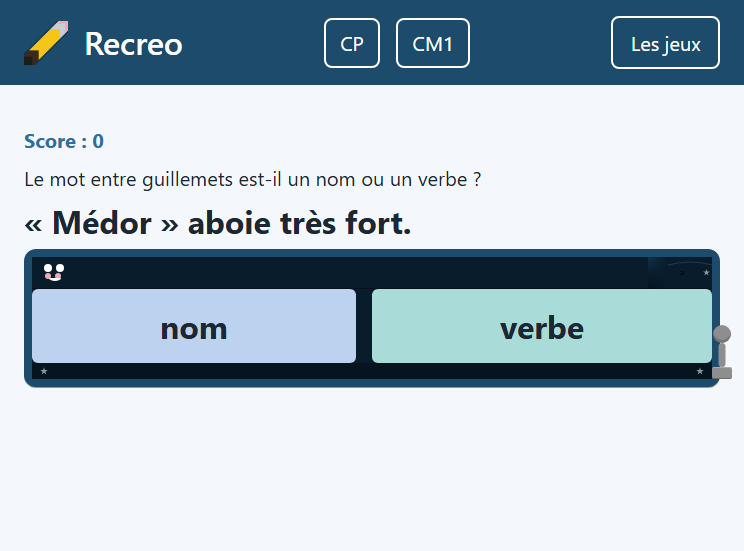 Recreo
CP
CM1
Les jeux
Score : 0
Le mot entre guillemets est-il un nom ou un verbe ?
« Médor » aboie très fort.
nom
verbe